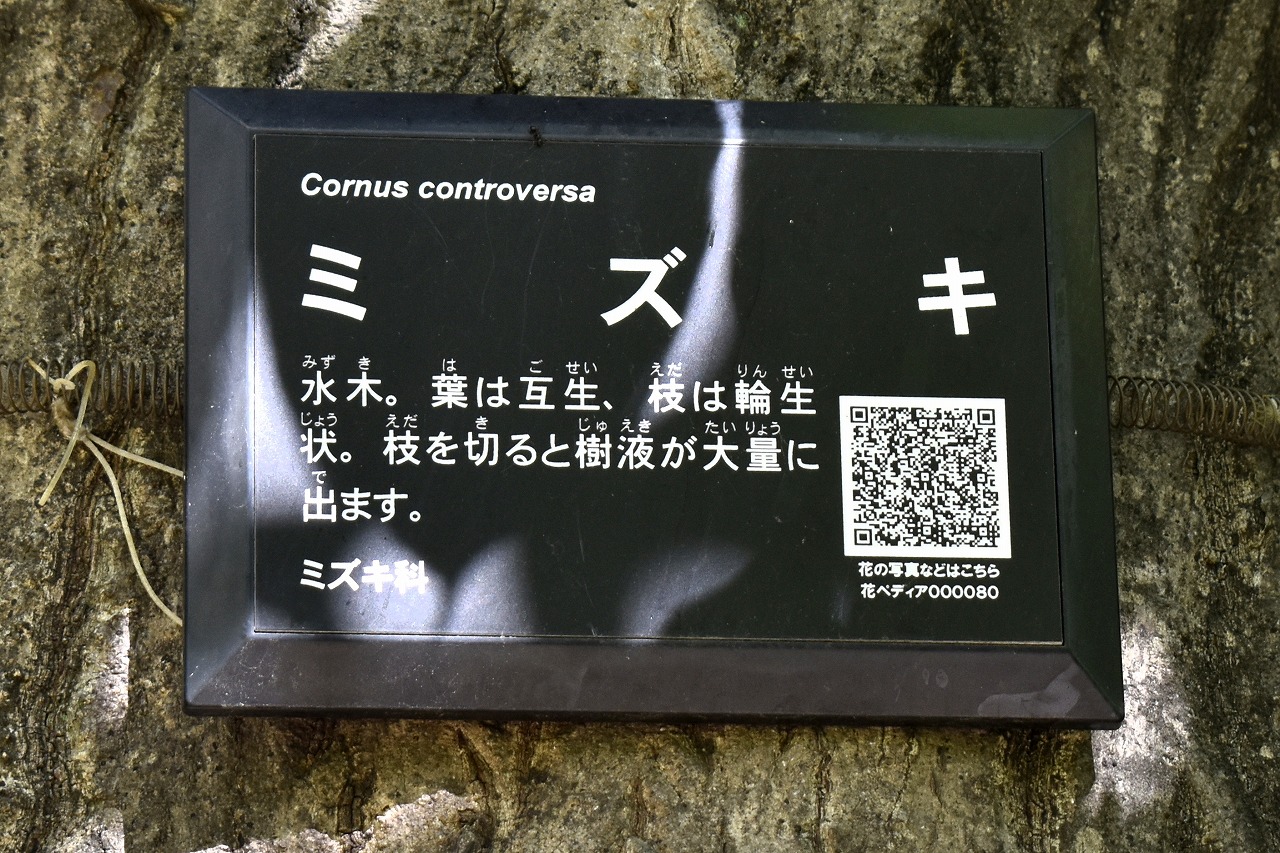 Cornus controversa
ミズキ
みず き は ご せい えだ りん せい
水木。葉は互生、枝は輪生
じょう えだ き じゅ えき たい りょう
状。枝を切ると樹液が大量に
で
出ます。
ミズキ科
花の写真などはこちら
花ペディア000080